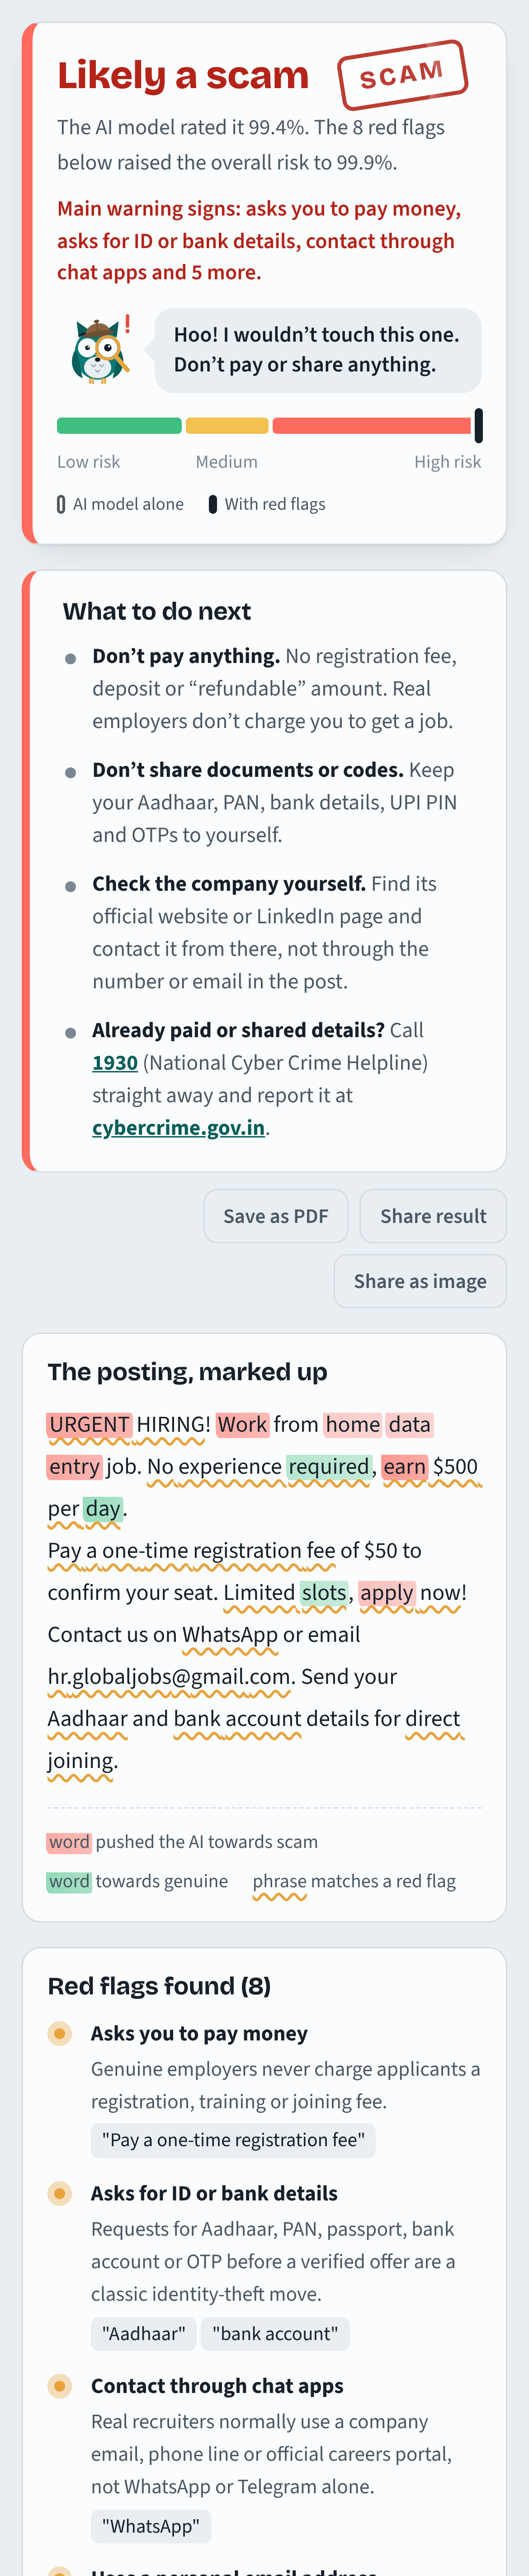 Likely a scam
SCAM
The AI model rated it 99.4%. The 8 red flags
below raised the overall risk to 99.9%.
Main warning signs: asks you to pay money,
asks for ID or bank details, contact through
chat apps and 5 more.
Hoo! I wouldn’t touch this one.
Don’t pay or share anything.
Low risk Medium High risk
AI model alone With red flags
What to do next
Don’t pay anything. No registration fee,
deposit or “refundable” amount. Real
employers don’t charge you to get a job.
Don’t share documents or codes. Keep
your Aadhaar, PAN, bank details, UPI PIN
and OTPs to yourself.
Check the company yourself. Find its
official website or LinkedIn page and
contact it from there, not through the
number or email in the post.
Already paid or shared details? Call
1930 (National Cyber Crime Helpline)
straight away and report it at
cybercrime.gov.in.
Save as PDF Share result
Share as image
The posting, marked up
URGENT HIRING! Work from home data
entry job. No experience required, earn $500
per day.
Pay a one-time registration fee of $50 to
confirm your seat. Limited slots, apply now!
Contact us on WhatsApp or email
hr.globaljobs@gmail.com. Send your
Aadhaar and bank account details for direct
joining.
word pushed the AI towards scam
word towards genuine phrase matches a red flag
Red flags found (8)
Asks you to pay money
Genuine employers never charge applicants a
registration, training or joining fee.
"Pay a one-time registration fee"
Asks for ID or bank details
Requests for Aadhaar, PAN, passport, bank
account or OTP before a verified offer are a
classic identity-theft move.
"Aadhaar" "bank account"
Contact through chat apps
Real recruiters normally use a company
email, phone line or official careers portal,
not WhatsApp or Telegram alone.
"WhatsApp"